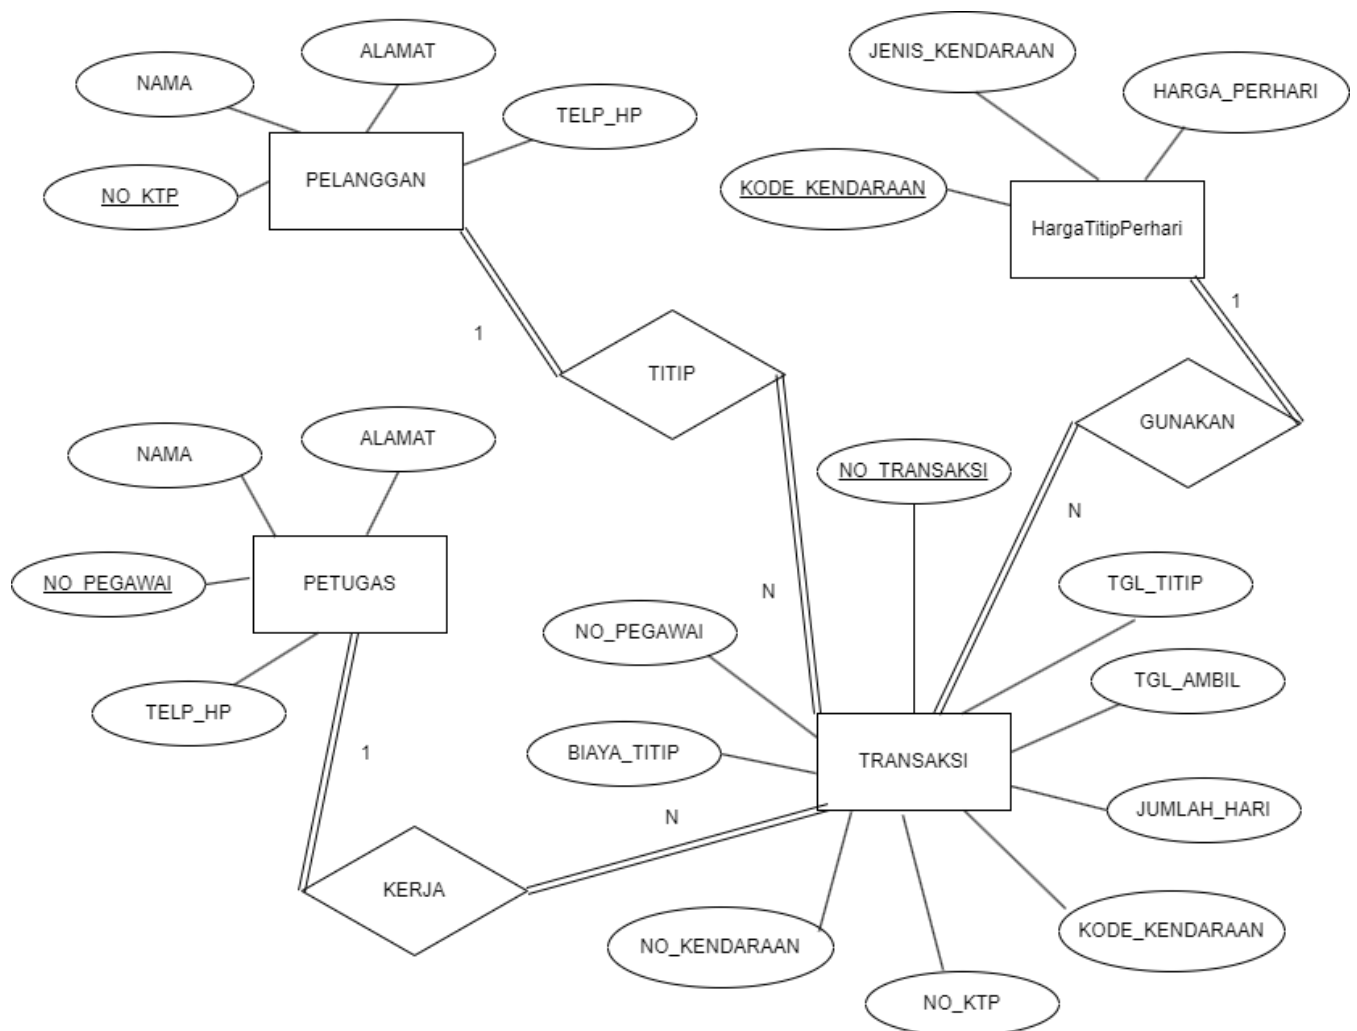 JENIS_KENDARAAN
ALAMAT
NAMA
HARGA_PERHARI
TELP_HP
PELANGGAN
NO_KTP
KODE_KENDARAAN
HargaTitipPerhari
1
1
TITIP
GUNAKAN
ALAMAT
NAMA
NO_TRANSAKSI
N
PETUGAS
NO_PEGAWAI
TGL_TITIP
N
NO_PEGAWAI
TGL_AMBIL
TELP_HP
1
BIAYA_TITIP
TRANSAKSI
JUMLAH_HARI
N
KERJA
KODE_KENDARAAN
NO_KENDARAAN
NO_KTP